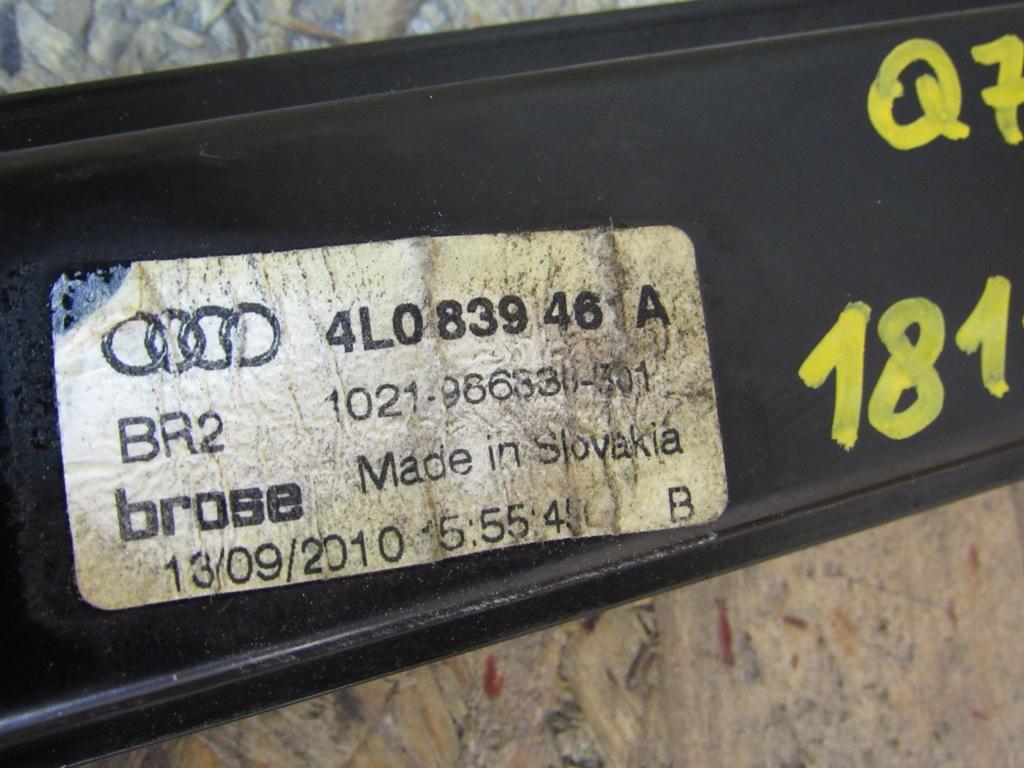 Q7
181
4L0 839 461 A
BR2
Made in Slovakia
brose
13/09/2010
B